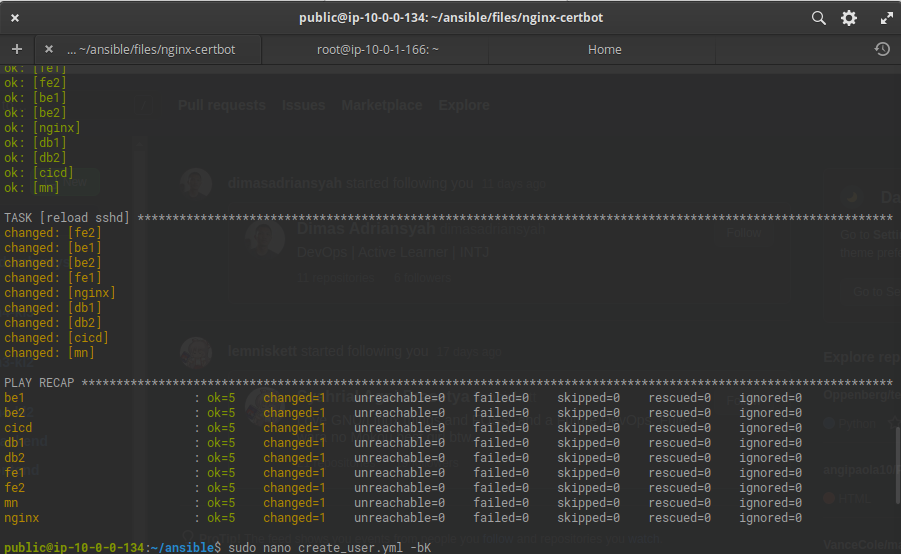 public@ip-10-0-0-134: ~/ansible/files/nginx-certbot
... ~/ansible/files/nginx-certbot
root@ip-10-0-1-166: ~
Home
ok: [fe1]
ok: [fe2]
ok: [be1]
Pull requests Issues Marketplace Explore
ok: [be2]
ok: [nginx]
ok: [db1]
ok: [db2]
ok: [cicd]
dimasadriansyah started following you 11 days ago
ok: [mn]
TASK [reload sshd] ************************************************************************************************************
changed: [fe2]
Dimas Adriansyah dimasadriansyah
Follow
changed: [be1]
DevOps | Active Learner | INTJ
changed: [be2]
changed: [fe1]
changed: [nginx]
changed: [db1]
changed: [db2]
changed: [cicd]
lemniskett started following you 17 days ago
changed: [mn]
Explore rep
PLAY RECAP ********************************************************************************************************************
be1 : ok=5 changed=1 unreachable=0 failed=0 skipped=0 rescued=0 ignored=0
be2 : ok=5 changed=1 unreachable=0 failed=0 skipped=0 rescued=0 ignored=0
cicd : ok=5 changed=1 unreachable=0 failed=0 skipped=0 rescued=0 ignored=0
db1 : ok=5 changed=1 unreachable=0 failed=0 skipped=0 rescued=0 ignored=0
db2 : ok=5 changed=1 unreachable=0 failed=0 skipped=0 rescued=0 ignored=0
fe1 : ok=5 changed=1 unreachable=0 failed=0 skipped=0 rescued=0 ignored=0
fe2 : ok=5 changed=1 unreachable=0 failed=0 skipped=0 rescued=0 ignored=0
mn : ok=5 changed=1 unreachable=0 failed=0 skipped=0 rescued=0 ignored=0
nginx : ok=5 changed=1 unreachable=0 failed=0 skipped=0 rescued=0 ignored=0
public@ip-10-0-0-134:~/ansible$ sudo nano create_user.yml -bK